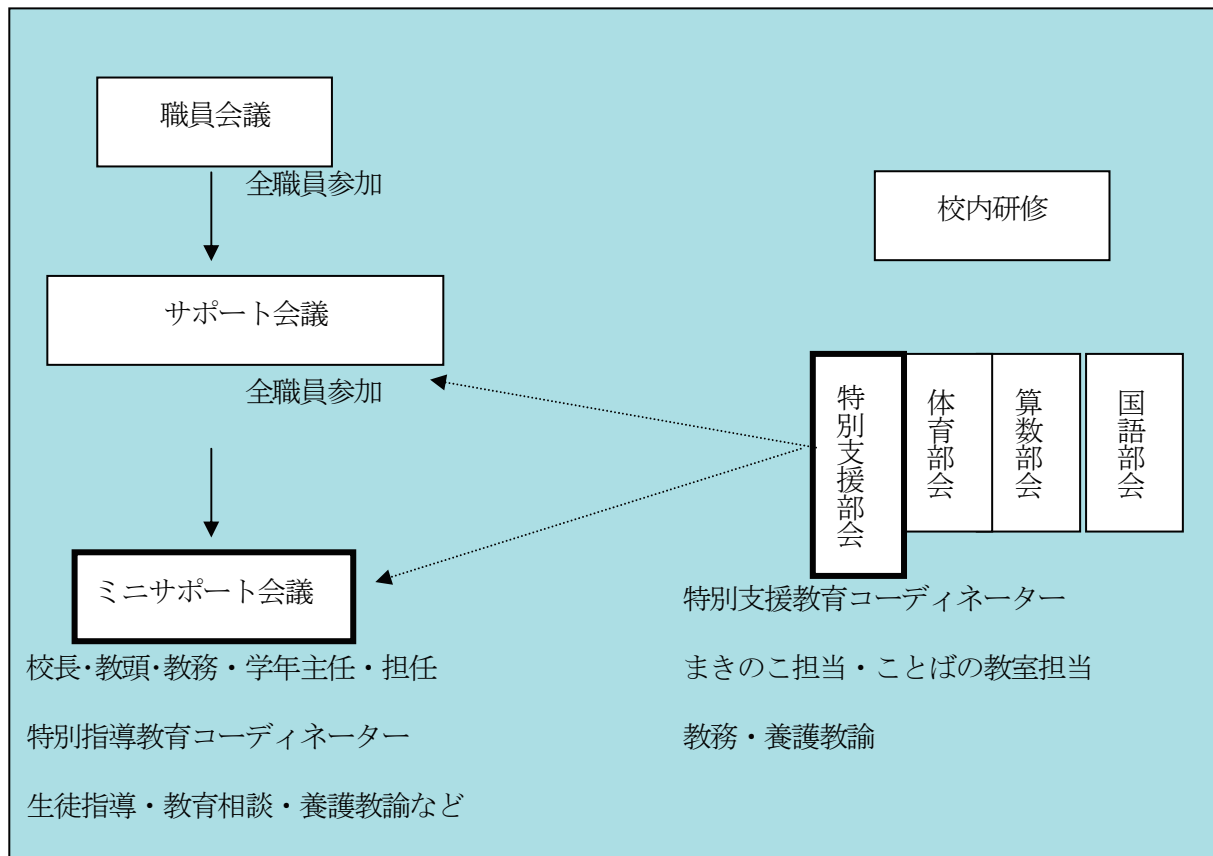 職員会議
全職員参加
サポート会議
全職員参加
ミニサポート会議
校長・教頭・教務・学年主任・担任
特別指導教育コーディネーター
生徒指導・教育相談・養護教諭など
校内研修
特別支援部会
体育部会
算数部会
国語部会
特別支援教育コーディネーター
まきのこ担当・ことばの教室担当
教務・養護教諭